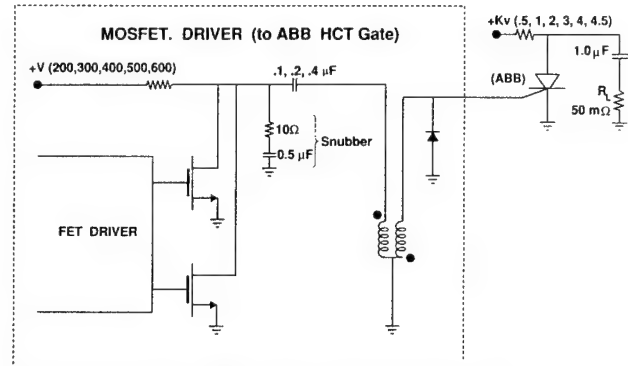 MOSFET. DRIVER (to ABB HCT Gate)
+Kv (.5, 1, 2, 3, 4, 4.5)
+V (200,300,400,500,600)
.1, .2, .4 μF
1.0 μF
(ABB)
10Ω
0.5 μF
Snubber
R_L
50 mΩ
FET DRIVER